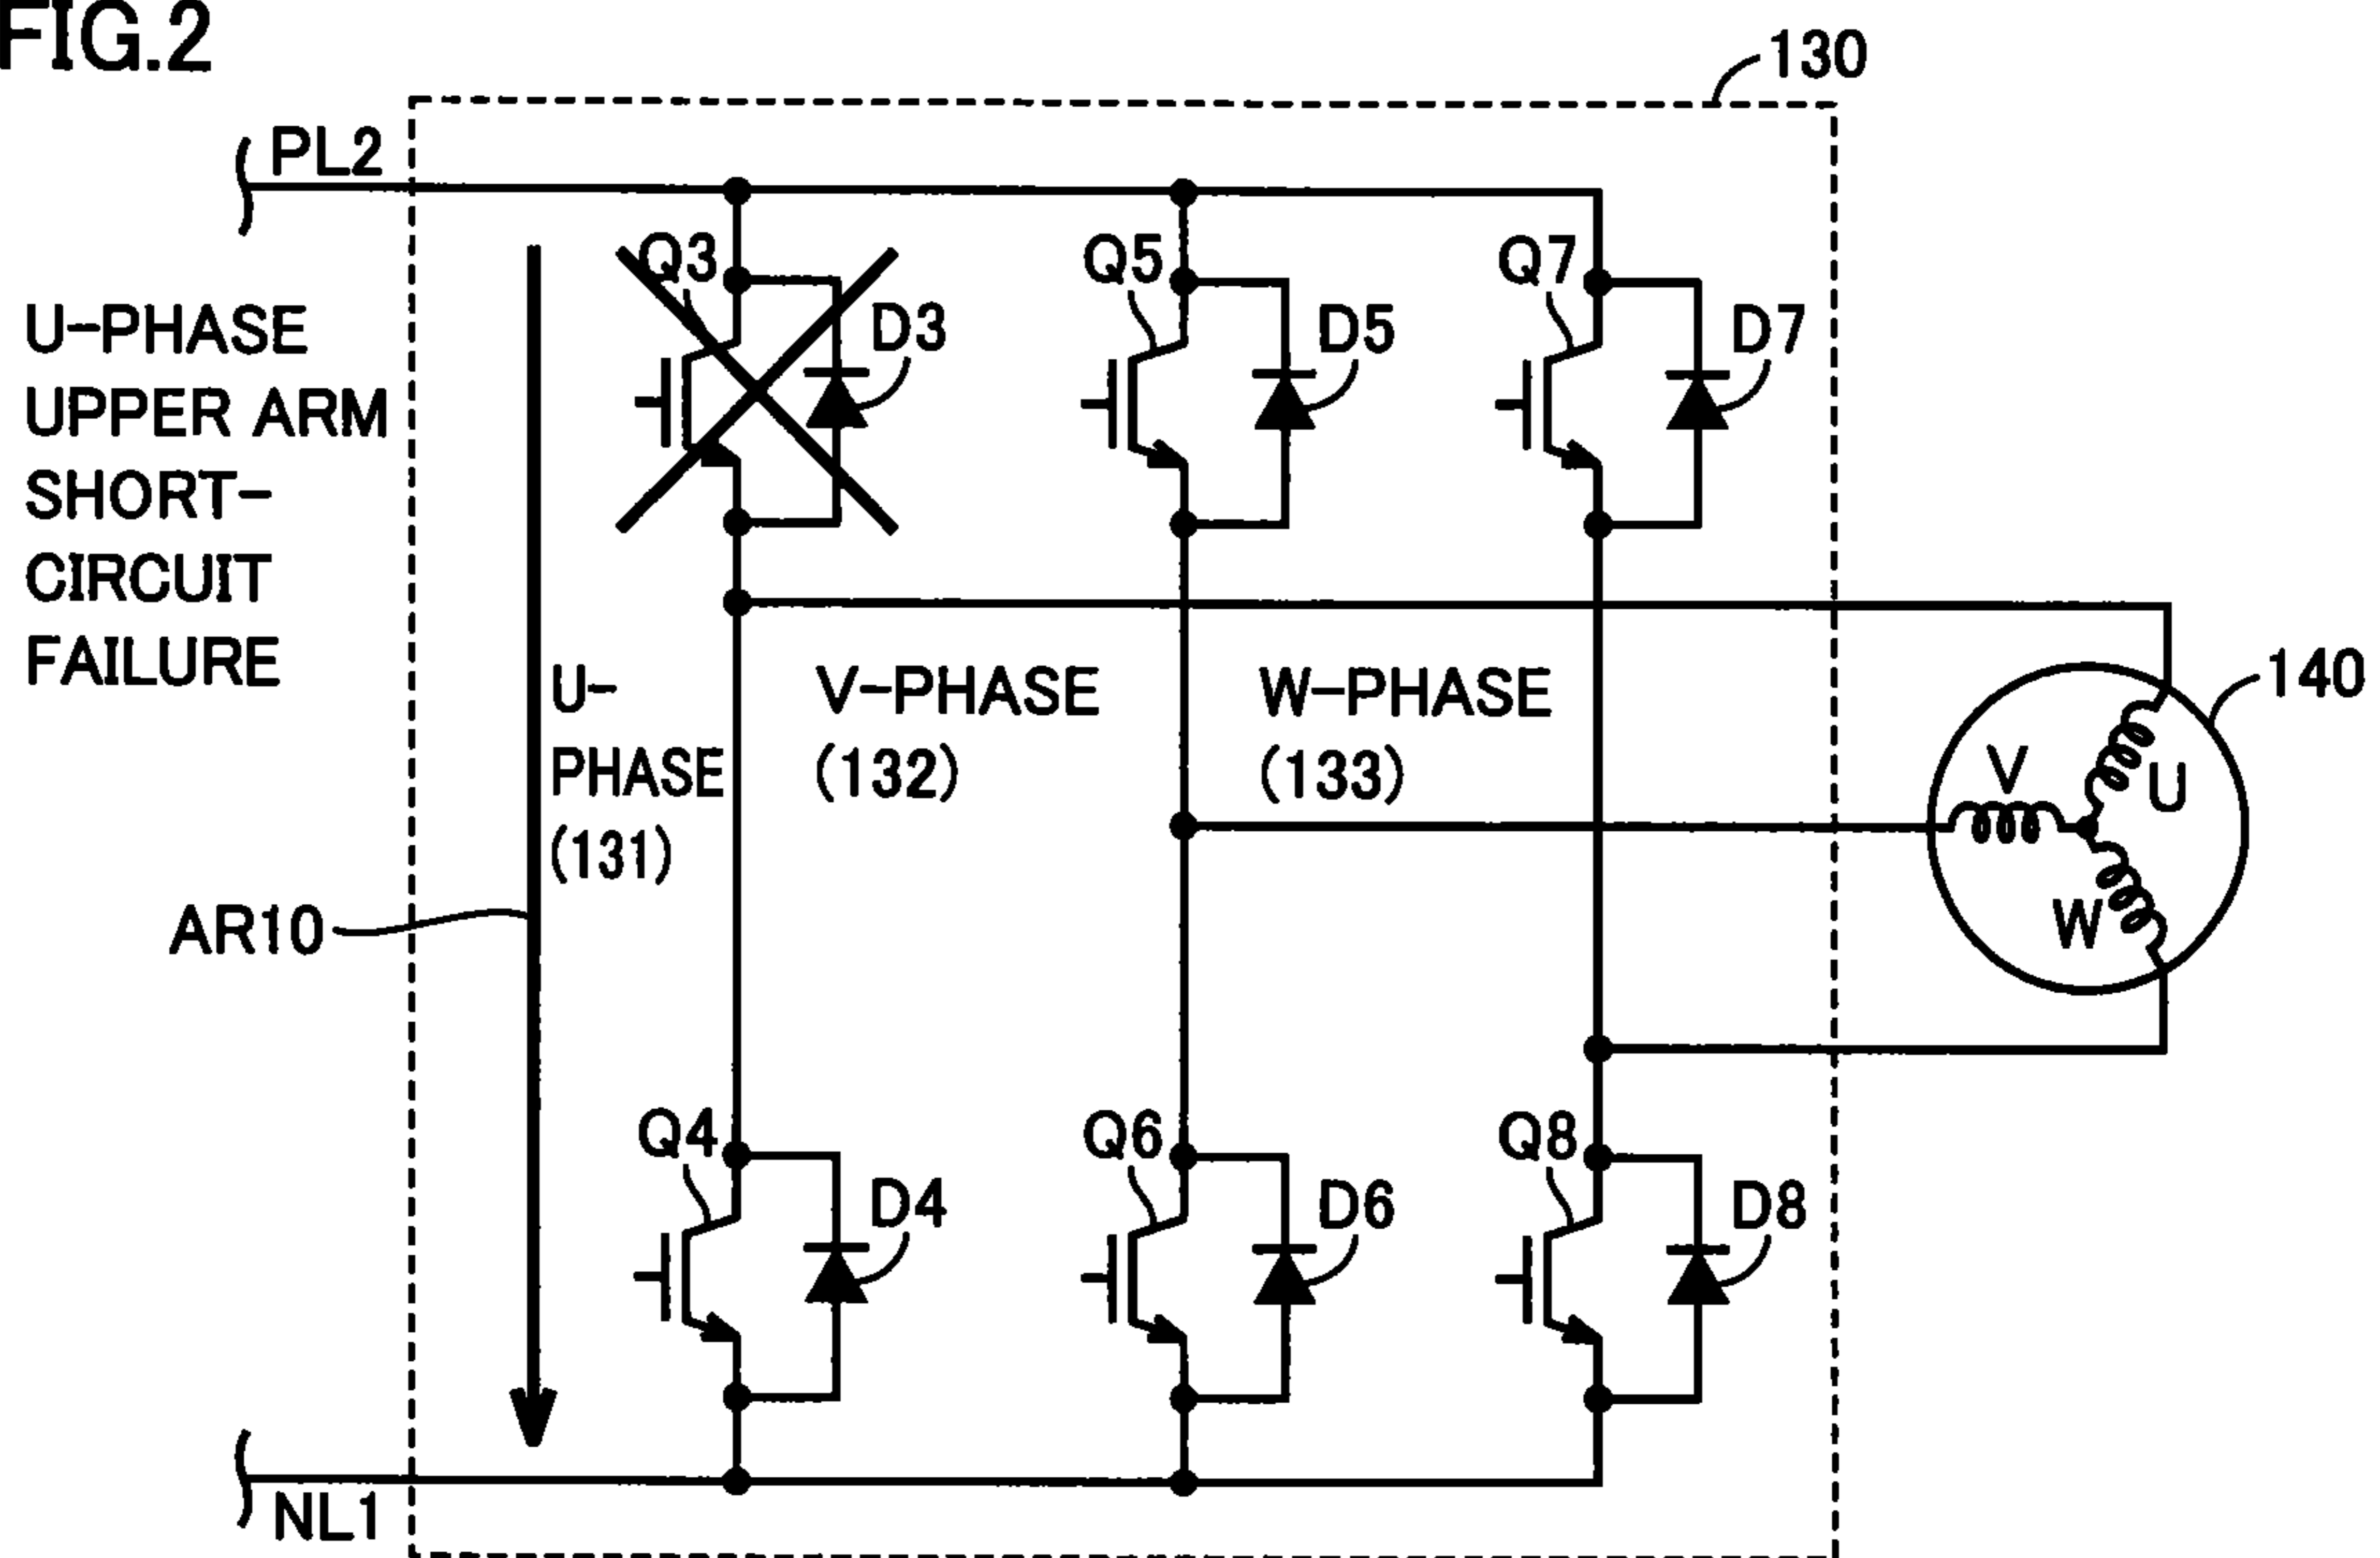 FIG.2
130
PL2
Q3
Q5
Q7
D3
D5
D7
U-PHASE
UPPER ARM
SHORT-
CIRCUIT
FAILURE
U-
PHASE
(131)
V-PHASE
(132)
W-PHASE
(133)
140
V
U
W
AR10
Q4
Q6
Q8
D4
D6
D8
NL1